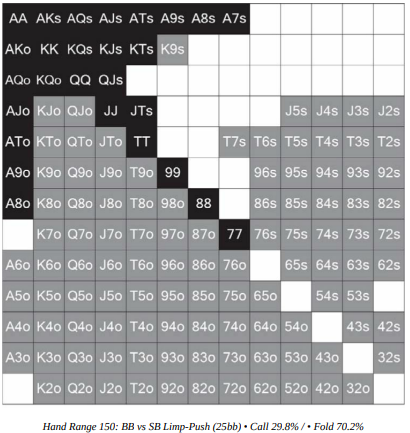 AA AKs AQs AJs ATs A9s A8s A7s
AKo KK KQs KJs KTs K9s
AQo KQo QQ QJs
AJo KJo QJo JJ JTs J5s J4s J3s J2s
ATo KTo QTo JTo TT T7s T6s T5s T4s T3s T2s
A9o K9o Q9o J9o T9o 99 96s 95s 94s 93s 92s
A8o K8o Q8o J8o T8o 98o 88 86s 85s 84s 83s 82s
K7o Q7o J7o T7o 97o 87o 77 76s 75s 74s 73s 72s
A6o K6o Q6o J6o T6o 96o 86o 76o 65s 64s 63s 62s
A5o K5o Q5o J5o T5o 95o 85o 75o 65o 54s 53s
A4o K4o Q4o J4o T4o 94o 84o 74o 64o 54o 43s 42s
A3o K3o Q3o J3o T3o 93o 83o 73o 63o 53o 43o 32s
K2o Q2o J2o T2o 92o 82o 72o 62o 52o 42o 32o
Hand Range 150: BB vs SB Limp-Push (25bb) • Call 29.8% / • Fold 70.2%